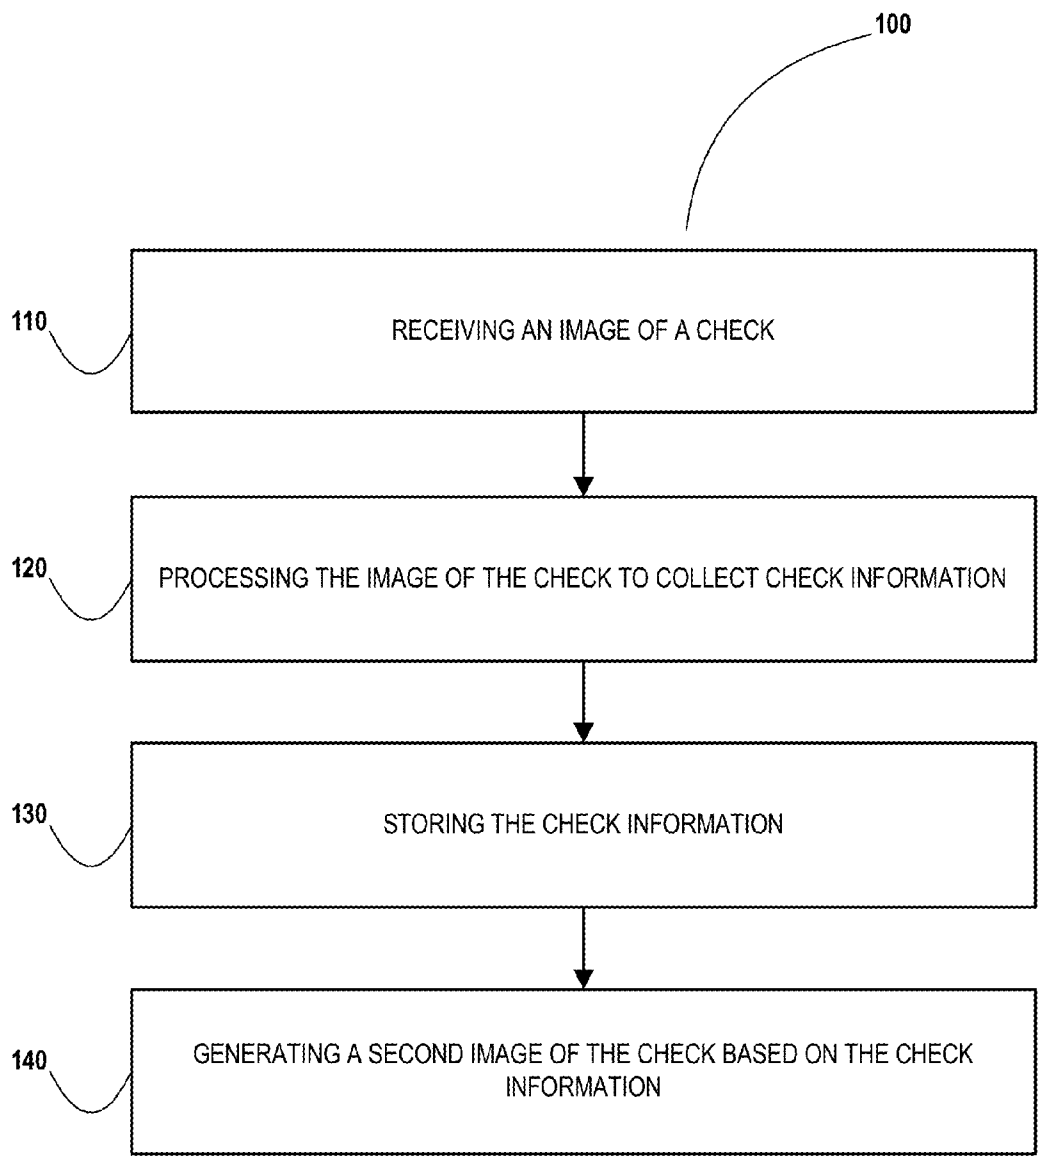 100
110
RECEIVING AN IMAGE OF A CHECK
120
PROCESSING THE IMAGE OF THE CHECK TO COLLECT CHECK INFORMATION
130
STORING THE CHECK INFORMATION
140
GENERATING A SECOND IMAGE OF THE CHECK BASED ON THE CHECK
INFORMATION